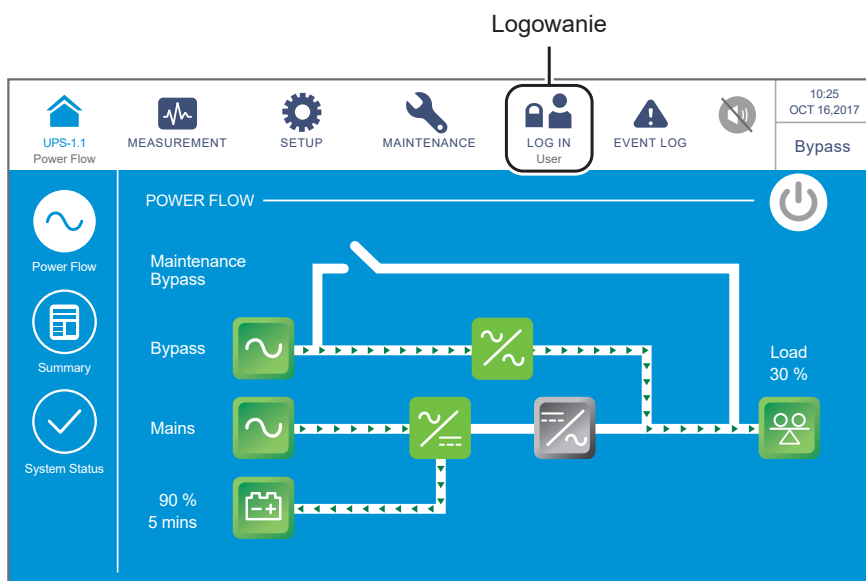 Logowanie
UPS-1.1
Power Flow
MEASUREMENT
SETUP
MAINTENANCE
LOG IN
User
EVENT LOG
10:25
OCT 16,2017
Bypass
Power Flow
Summary
System Status
POWER FLOW
Maintenance
Bypass
Bypass
Mains
90 %
5 mins
Load
30 %